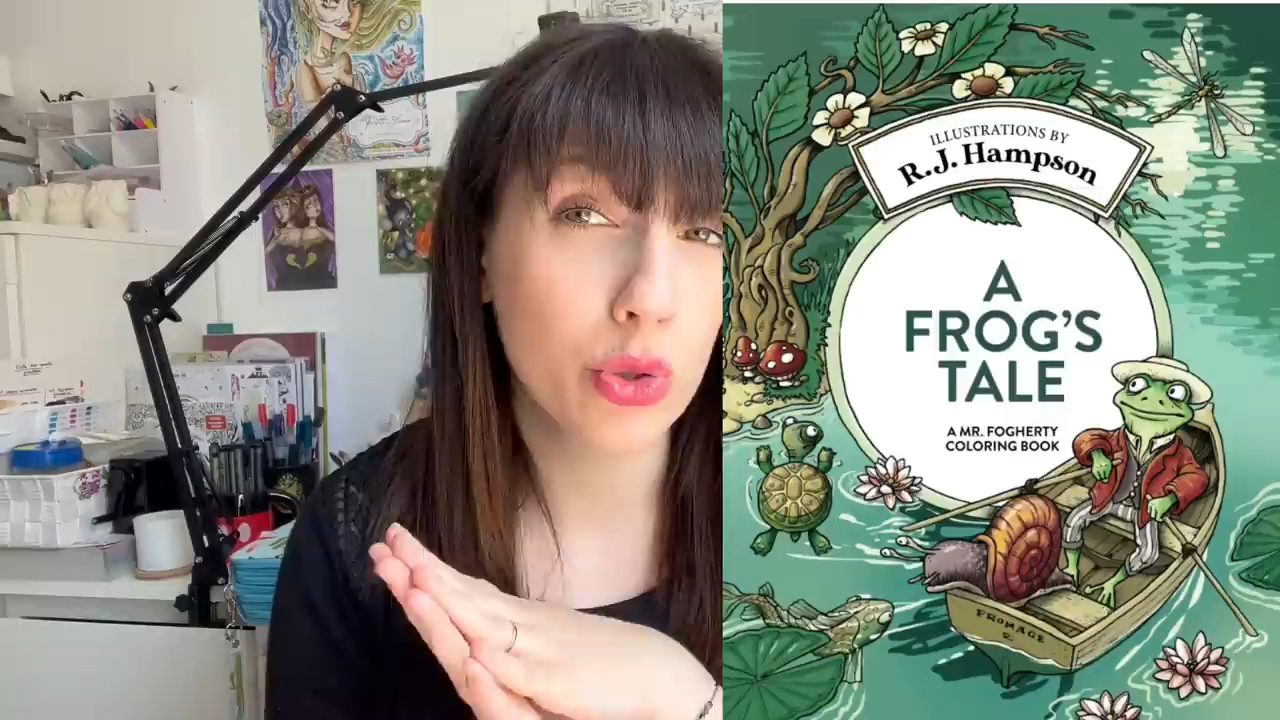 ILLUSTRATIONS BY
R.J. Hampson
A
FROG'S
TALE
A MR. FOGHERTY
COLORING BOOK
FROMAGE